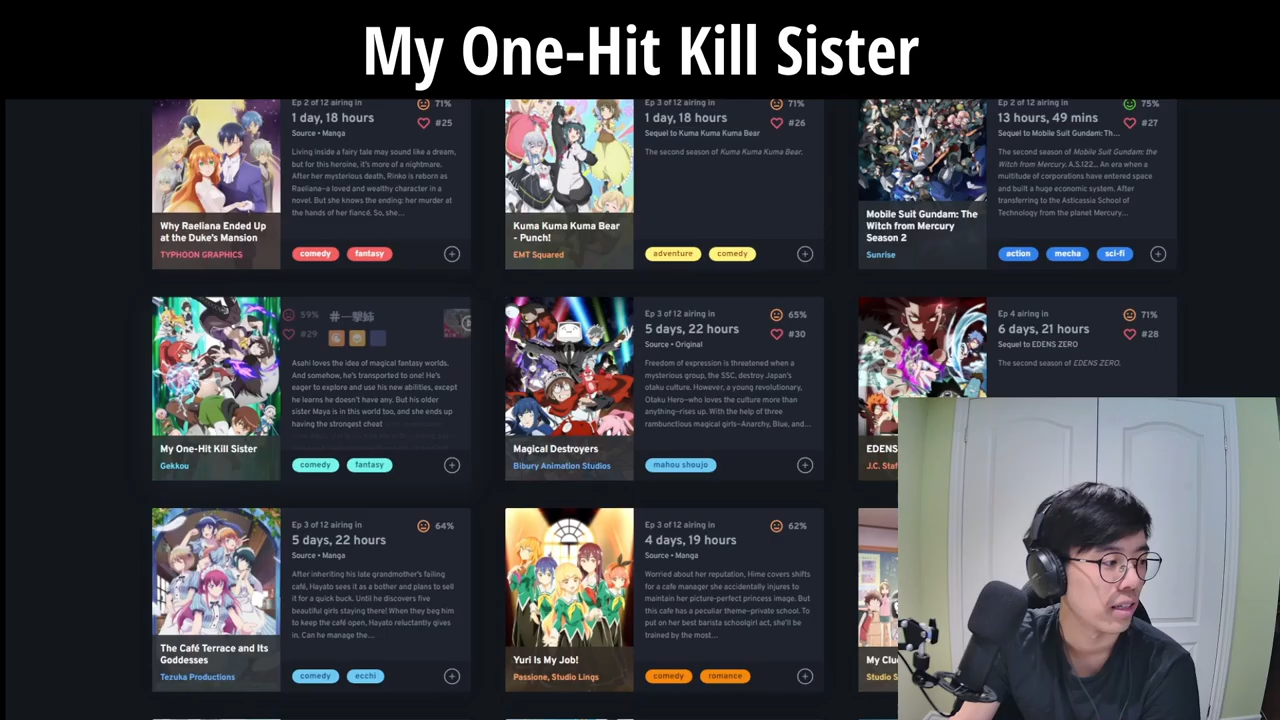 My One-Hit Kill Sister
Ep 2 of 12 airing in
1 day, 18 hours
Source • Manga
71%
#25
Living inside a fairy tale may sound like a dream,
but for this heroine, it's more of a nightmare.
After her mysterious death, Rinko is reborn as
Raeliana—a loved and wealthy character in a
novel. But she knows the ending: her murder at
the hands of her fiancé. So, she...
Why Raeliana Ended Up
at the Duke's Mansion
TYPHOON GRAPHICS
comedy
fantasy
Ep 3 of 12 airing in
1 day, 18 hours
Sequel to Kuma Kuma Kuma Bear
71%
#26
The second season of Kuma Kuma Kuma Bear.
Kuma Kuma Kuma Bear
- Punch!
EMT Squared
adventure
comedy
Ep 2 of 12 airing in
13 hours, 49 mins
Sequel to Mobile Suit Gundam: Th...
75%
#27
The second season of Mobile Suit Gundam: the
Witch from Mercury. A.S.122... An era when a
multitude of corporations have entered space
and built a huge economic system. After
transferring to the Asticassia School of
Technology from the planet Mercury...
Mobile Suit Gundam: The
Witch from Mercury
Season 2
Sunrise
action
mecha
sci-fi
59%
#29
#一撃姉
Asahi loves the idea of magical fantasy worlds.
And somehow, he's transported to one! He's
eager to explore and use his new abilities, except
he learns he doesn't have any. But his older
sister Maya is in this world too, and she ends up
having the strongest cheat
My One-Hit Kill Sister
Gekkou
comedy
fantasy
Ep 3 of 12 airing in
5 days, 22 hours
Source • Original
65%
#30
Freedom of expression is threatened when a
mysterious group, the SSC, destroy Japan's
otaku culture. However, a young revolutionary,
Otaku Hero—who loves the culture more than
anything—rises up. With the help of three
rambunctious magical girls—Anarchy, Blue, and...
Magical Destroyers
Bibury Animation Studios
mahou shoujo
Ep 4 airing in
6 days, 21 hours
Sequel to EDENS ZERO
71%
#28
The second season of EDENS ZERO.
EDENS
J.C. Staf
Ep 3 of 12 airing in
5 days, 22 hours
Source • Manga
64%
After inheriting his late grandmother's failing
café, Hayato sees it as a bother and plans to sell
it for a quick buck. Until he discovers five
beautiful girls staying there! When they beg him
to keep the café open, Hayato reluctantly gives
in. Can he manage the...
The Café Terrace and Its
Goddesses
Tezuka Productions
comedy
ecchi
Ep 3 of 12 airing in
4 days, 19 hours
Source • Manga
62%
Worried about her reputation, Hime covers shifts
for a cafe manager she accidentally injures to
maintain her picture-perfect princess image. But
this cafe has a peculiar theme—private school. To
put on her best barista schoolgirl act, she'll be
trained by the most...
Yuri Is My Job!
Passione, Studio Lings
comedy
romance
My Clu
Studio S